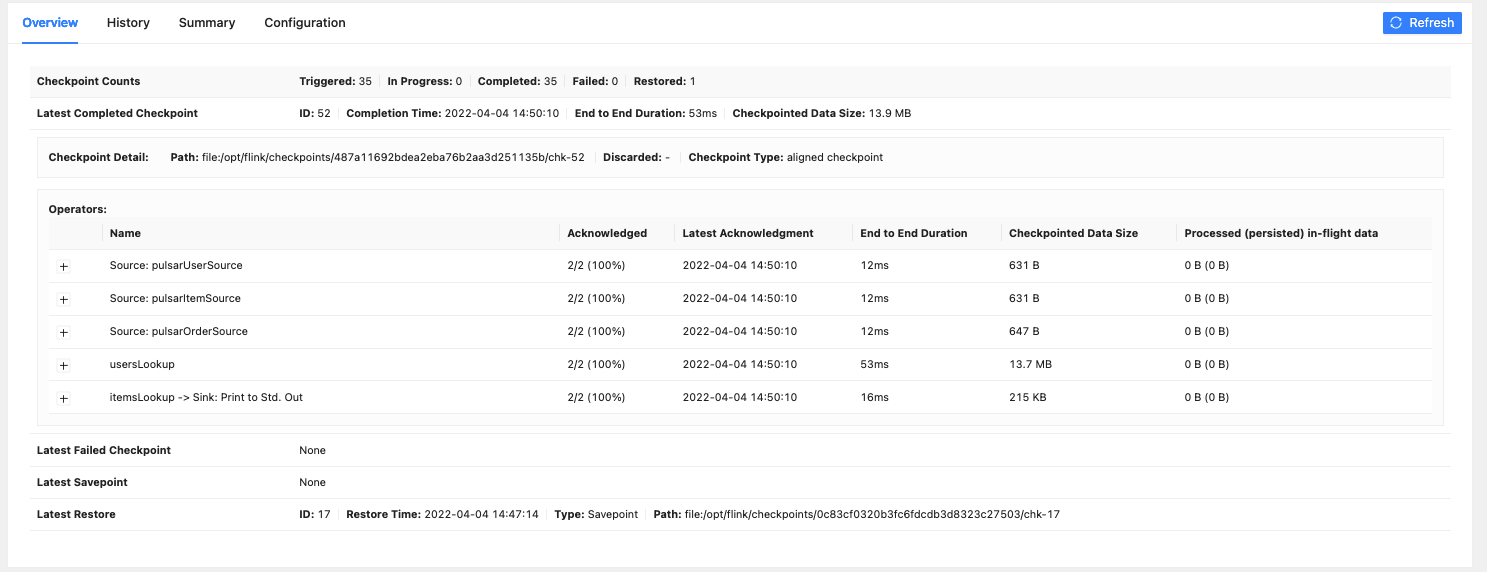 Overview History Summary Configuration Refresh
Checkpoint Counts Triggered: 35 In Progress: 0 Completed: 35 Failed: 0 Restored: 1
Latest Completed Checkpoint ID: 52 Completion Time: 2022-04-04 14:50:10 End to End Duration: 53ms Checkpointed Data Size: 13.9 MB
Checkpoint Detail: Path: file:/opt/flink/checkpoints/487a11692bdea2eba76b2aa3d251135b/chk-52 Discarded: - Checkpoint Type: aligned checkpoint
Operators:
Name Acknowledged Latest Acknowledgment End to End Duration Checkpointed Data Size Processed (persisted) in-flight data
+ Source: pulsarUserSource 2/2 (100%) 2022-04-04 14:50:10 12ms 631 B 0 B (0 B)
+ Source: pulsarItemSource 2/2 (100%) 2022-04-04 14:50:10 12ms 631 B 0 B (0 B)
+ Source: pulsarOrderSource 2/2 (100%) 2022-04-04 14:50:10 12ms 647 B 0 B (0 B)
+ usersLookup 2/2 (100%) 2022-04-04 14:50:10 53ms 13.7 MB 0 B (0 B)
+ itemsLookup -> Sink: Print to Std. Out 2/2 (100%) 2022-04-04 14:50:10 16ms 215 KB 0 B (0 B)
Latest Failed Checkpoint None
Latest Savepoint None
Latest Restore ID: 17 Restore Time: 2022-04-04 14:47:14 Type: Savepoint Path: file:/opt/flink/checkpoints/0c83cf0320b3fc6fdcdb3d8323c27503/chk-17